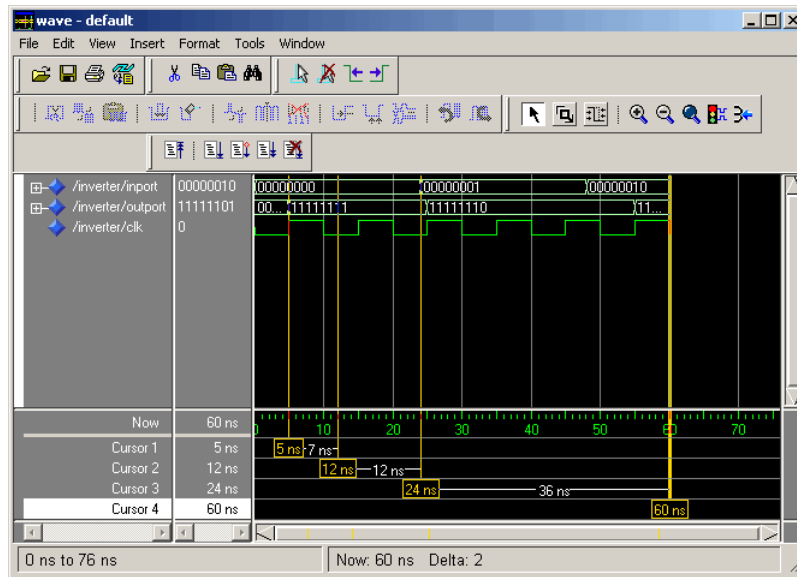 wave - default
File Edit View Insert Format Tools Window
/inverter/inport 00000010 00000000 00000001 00000010
/inverter/outport 11111101 00... 11111111 11111110 11...
/inverter/clk 0
Now 60 ns 10 20 30 40 50 60 70
Cursor 1 5 ns 5 ns 7 ns
Cursor 2 12 ns 12 ns 12 ns
Cursor 3 24 ns 24 ns 36 ns
Cursor 4 60 ns 60 ns
0 ns to 76 ns Now: 60 ns Delta: 2